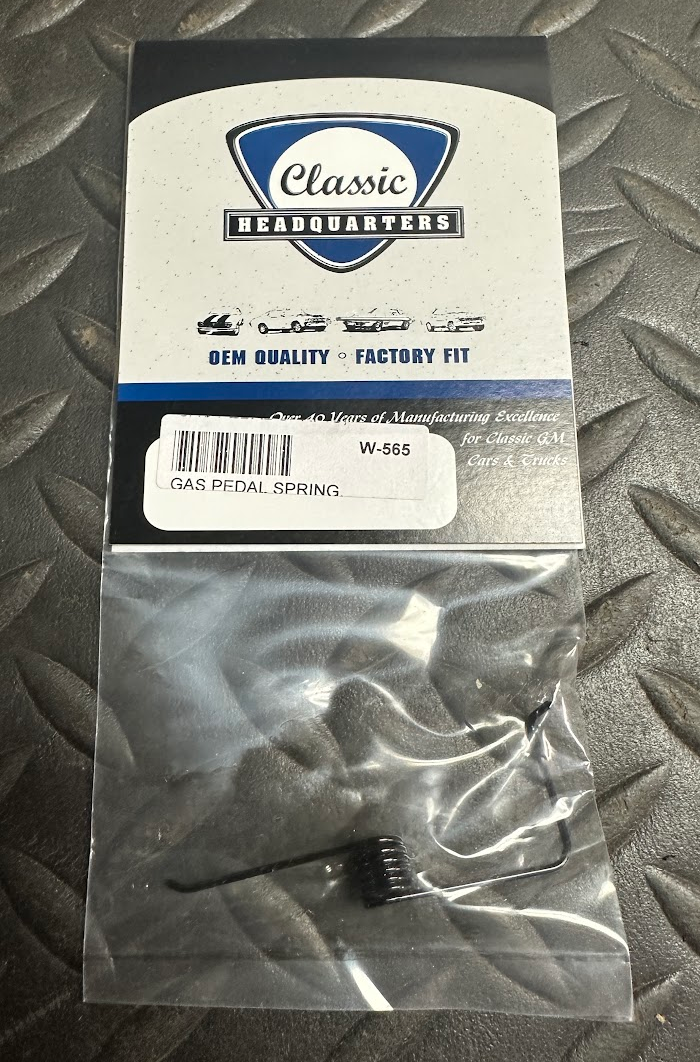 Classic
HEADQUARTERS
OEM QUALITY ◦ FACTORY FIT
Over 40 Years of Manufacturing Excellence
for Classic GM
Cars & Trucks
W-565
GAS PEDAL SPRING